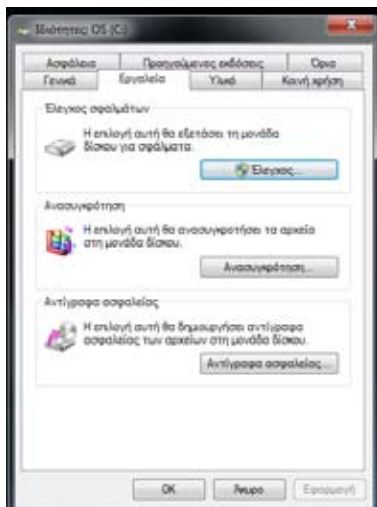 Ιδιότητες: OS (C:)
Ασφάλεια Προηγούμενες εκδόσεις Όρια
Γενικά Εργαλεία Υλικό Κοινή χρήση
Έλεγχος σφαλμάτων
Η επιλογή αυτή θα εξετάσει τη μονάδα
δίσκου για σφάλματα.
Έλεγχος...
Ανασυγκρότηση
Η επιλογή αυτή θα ανασυγκροτήσει τα αρχεία
στη μονάδα δίσκου.
Ανασυγκρότηση...
Αντίγραφα ασφαλείας
Η επιλογή αυτή θα δημιουργήσει αντίγραφα
ασφαλείας των αρχείων στη μονάδα δίσκου.
Αντίγραφα ασφαλείας...
OK Άκυρο Εφαρμογή